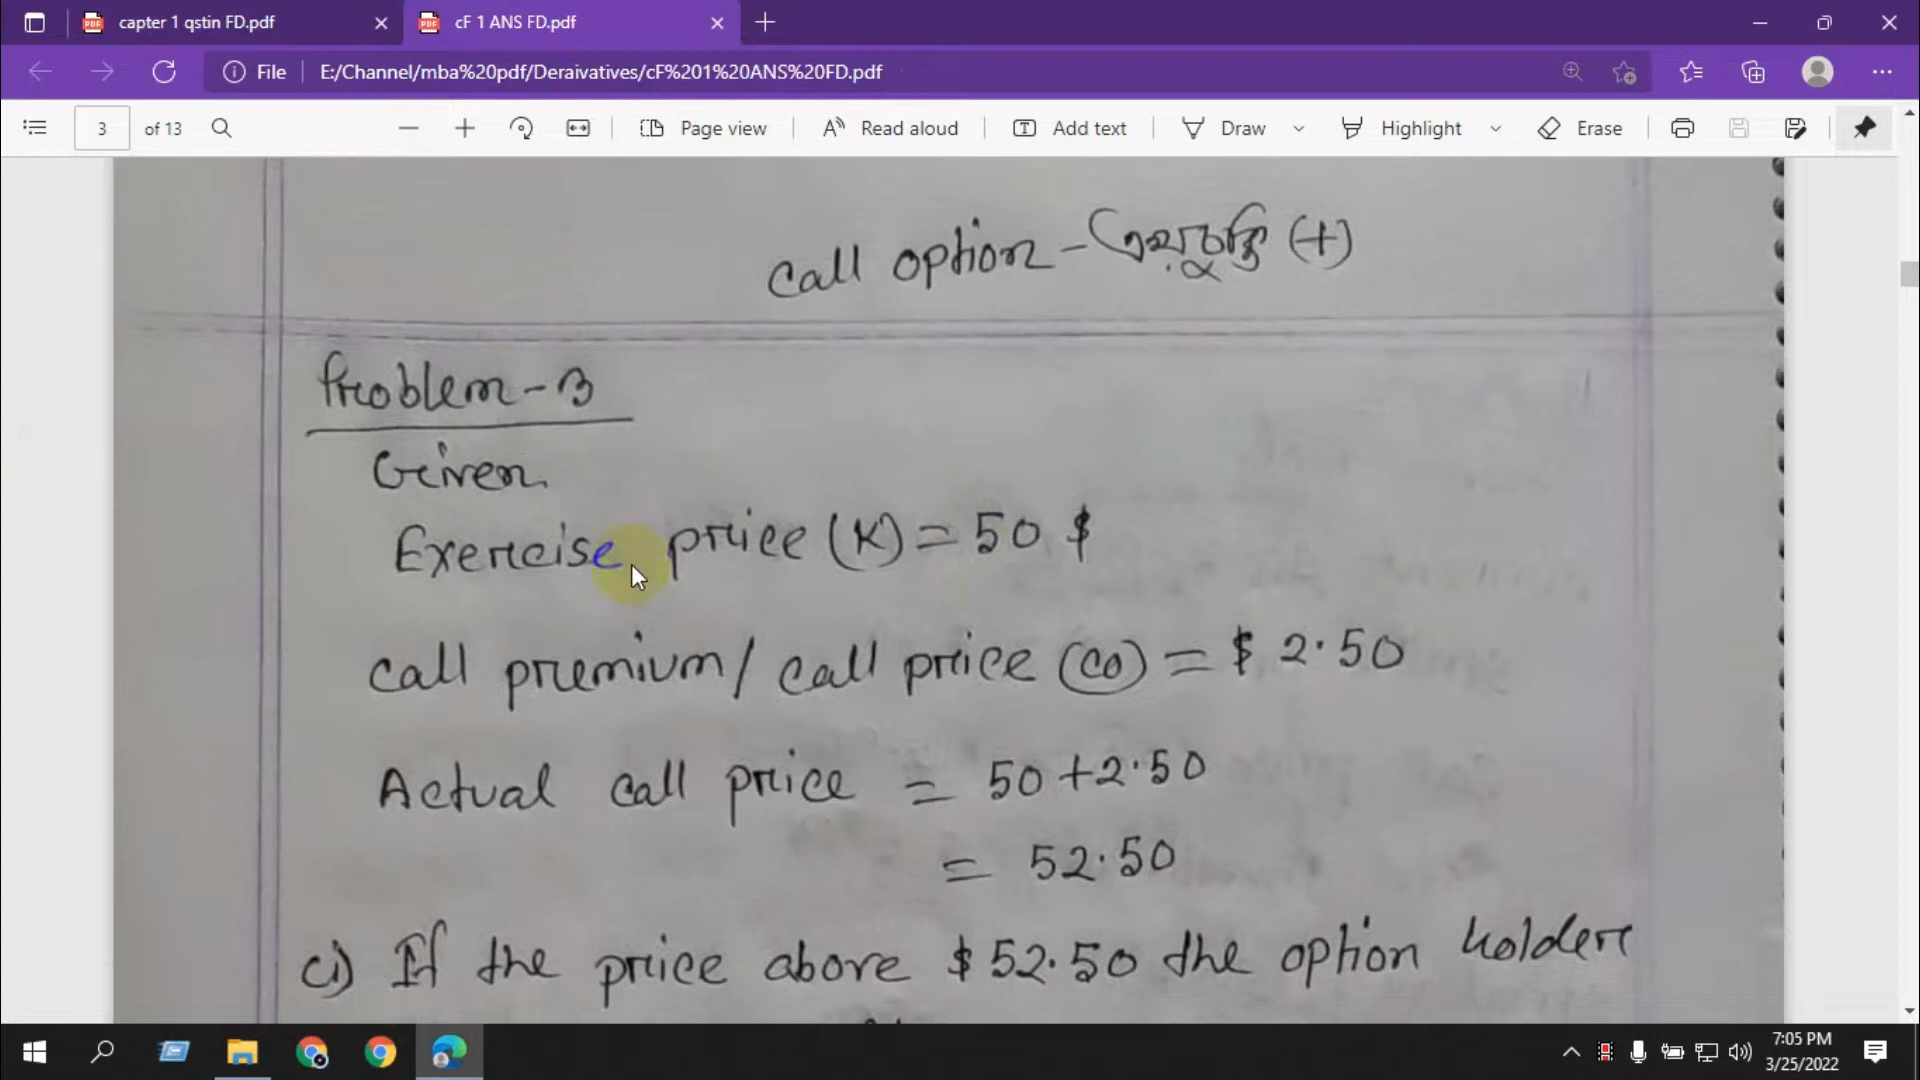 capter 1 qstin FD.pdf
cF 1 ANS FD.pdf
File
E:/Channel/mba%20pdf/Deraivatives/cF%201%20ANS%20FD.pdf
3 of 13
Page view
Read aloud
Add text
Draw
Highlight
Erase
call option - (+)
Problem-3
Given
Exercise price (K) = 50 $
call premium/ call price (co) = $ 2.50
Actual call price = 50+2.50
= 52.50
(i) If the price above $52.50 the option holder
7:05 PM
3/25/2022